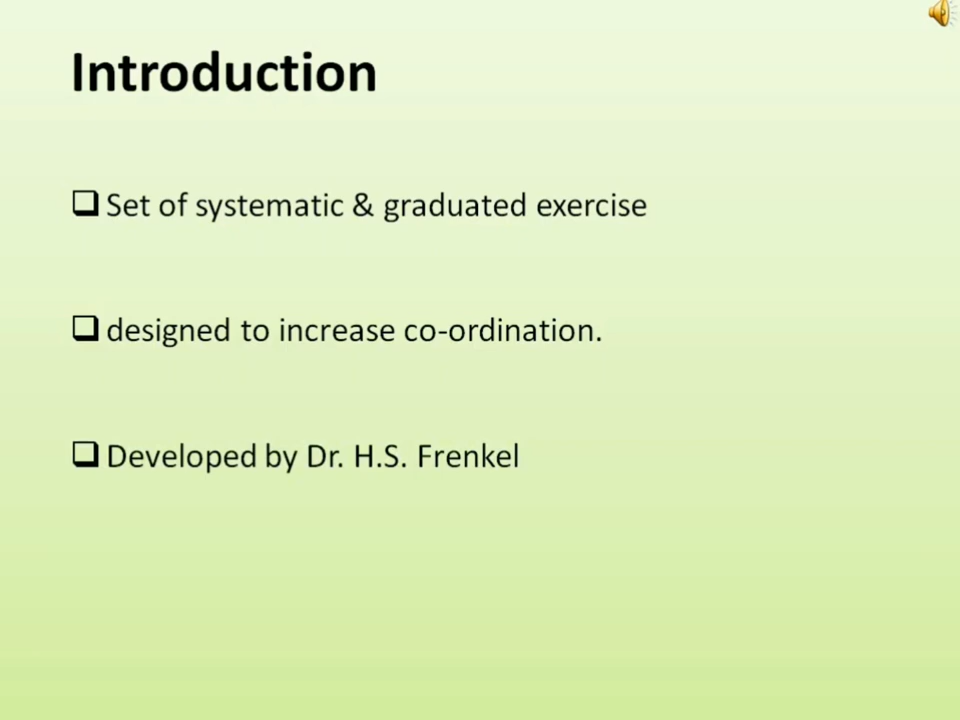 Introduction
❑ Set of systematic & graduated exercise
❑ designed to increase co-ordination.
❑ Developed by Dr. H.S. Frenkel